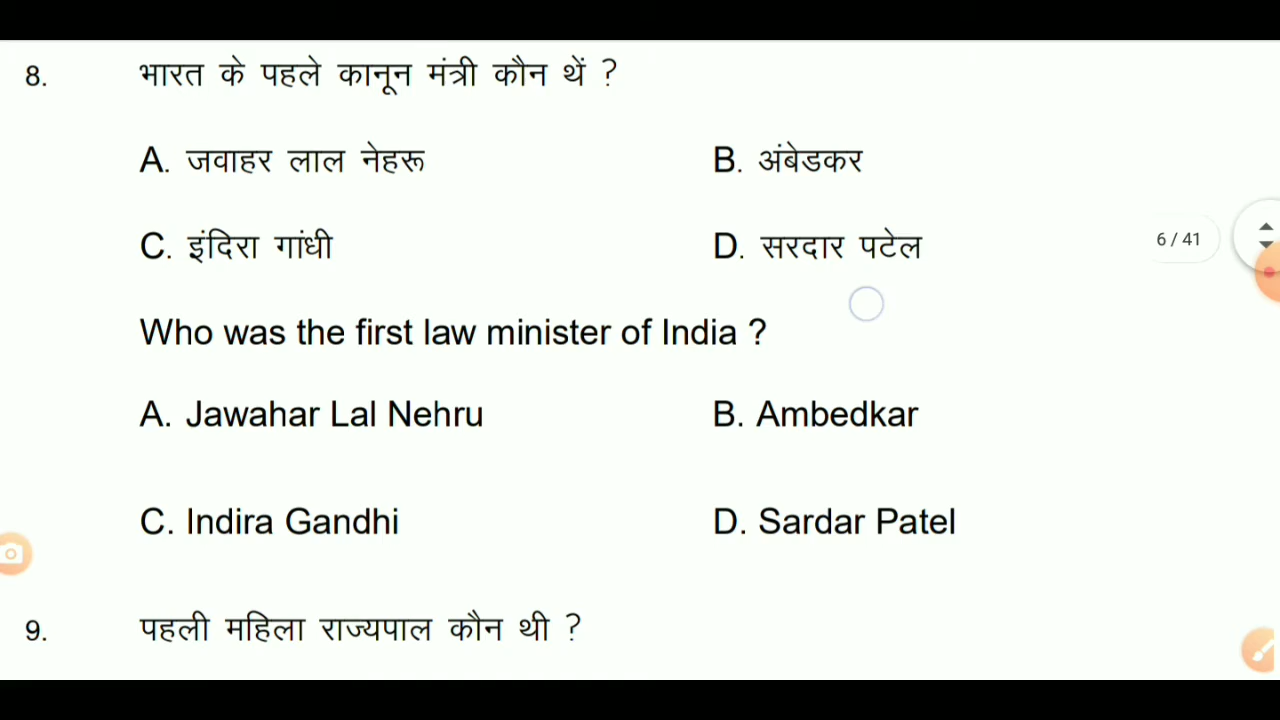 8. भारत के पहले कानून मंत्री कौन थें ?
A. जवाहर लाल नेहरू B. अंबेडकर
C. इंदिरा गांधी D. सरदार पटेल
6 / 41
Who was the first law minister of India ?
A. Jawahar Lal Nehru B. Ambedkar
C. Indira Gandhi D. Sardar Patel
9. पहली महिला राज्यपाल कौन थी ?